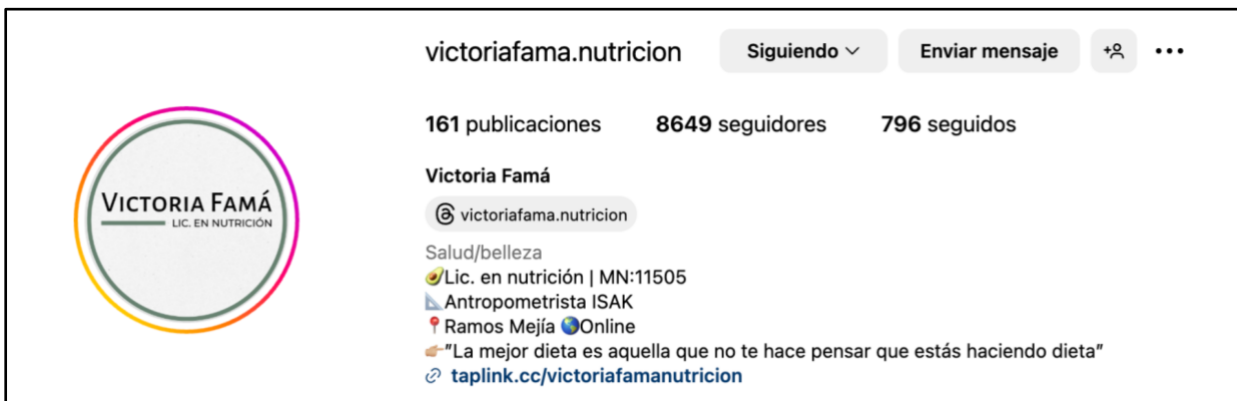 victoriafama.nutricion Siguiendo Enviar mensaje
161 publicaciones 8649 seguidores 796 seguidos
VICTORIA FAMÁ
LIC. EN NUTRICIÓN
Victoria Famá
victoriafama.nutricion
Salud/belleza
🥑Lic. en nutrición | MN:11505
📐Antropometrista ISAK
📍Ramos Mejía 🌎Online
👉🏼"La mejor dieta es aquella que no te hace pensar que estás haciendo dieta"
taplink.cc/victoriafamanutricion